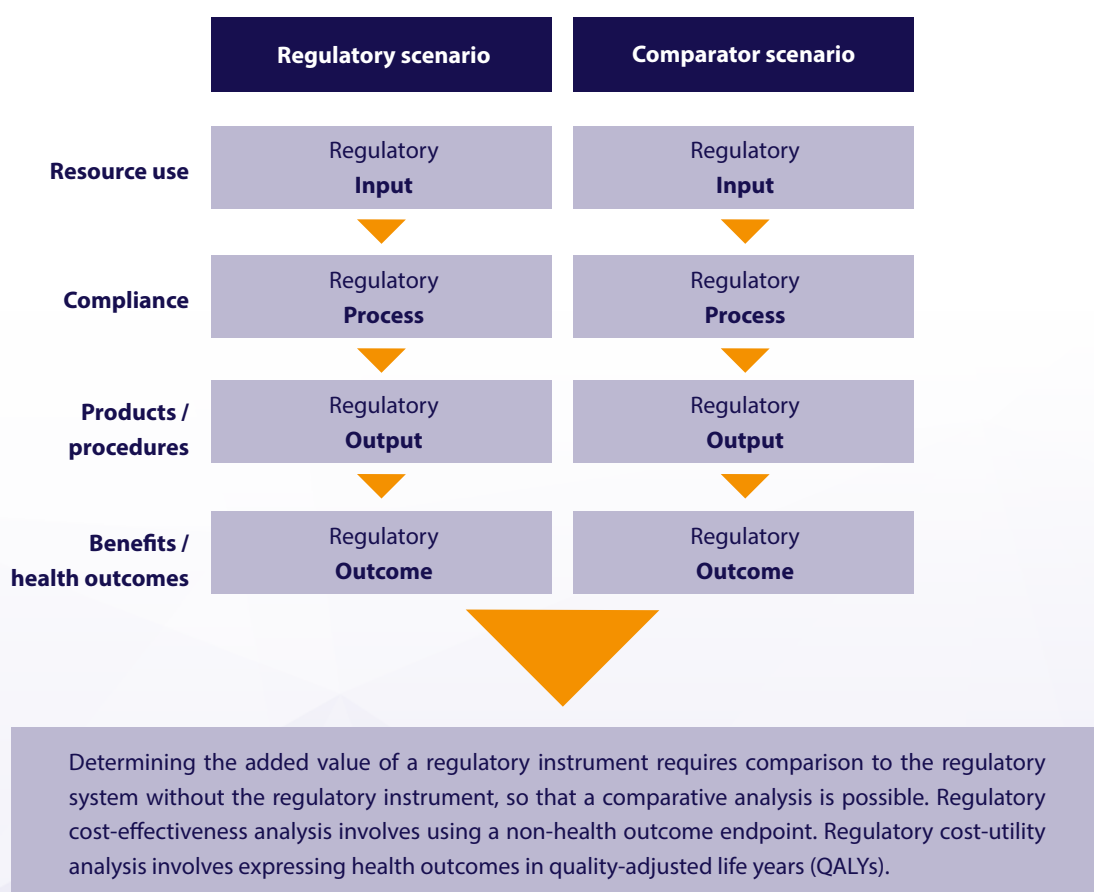 Regulatory scenario
Comparator scenario
Resource use
Regulatory
Input
Regulatory
Input
Compliance
Regulatory
Process
Regulatory
Process
Products /
procedures
Regulatory
Output
Regulatory
Output
Benefits /
health outcomes
Regulatory
Outcome
Regulatory
Outcome
Determining the added value of a regulatory instrument requires comparison to the regulatory
system without the regulatory instrument, so that a comparative analysis is possible. Regulatory
cost-effectiveness analysis involves using a non-health outcome endpoint. Regulatory cost-utility
analysis involves expressing health outcomes in quality-adjusted life years (QALYs).